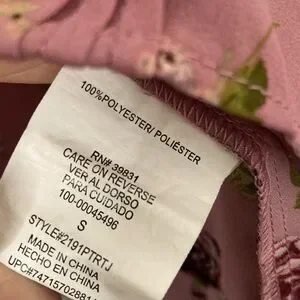 100%POLYESTER/ POLIÉSTER
RN# 39831
CARE ON REVERSE
VER AL DORSO
PARA CUIDADO
100-00045496
S
STYLE#2191PTRTJ
MADE IN CHINA
HECHO EN CHINA